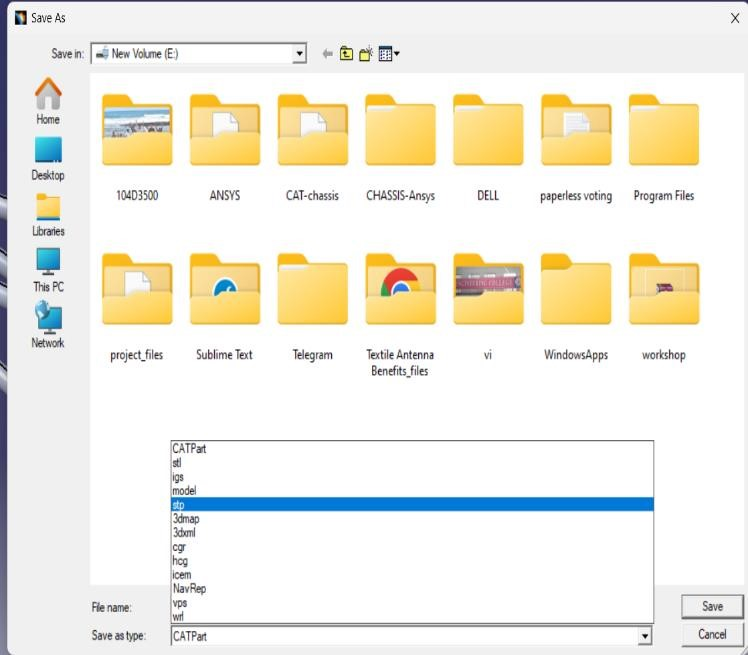 Save As
X
Save in:
New Volume (E:)
Home
Desktop
Libraries
This PC
Network
104D3500
ANSYS
CAT-chassis
CHASSIS-Ansys
DELL
paperless voting
Program Files
project_files
Sublime Text
Telegram
Textile Antenna
Benefits_files
vi
WindowsApps
workshop
CATPart
stl
igs
model
stp
3dmap
3dxml
cgr
hcg
icem
NavRep
vps
wrl
File name:
Save
Save as type:
CATPart
Cancel